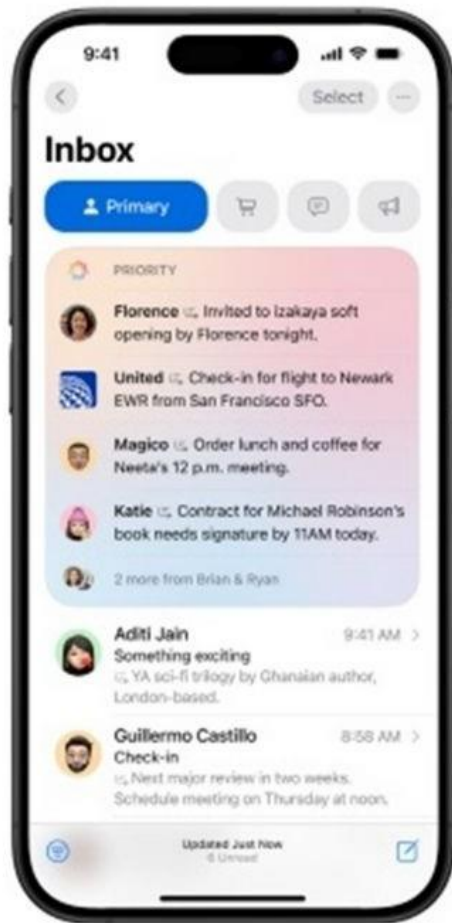 9:41
Select
Inbox
Primary
PRIORITY
Florence Invited to izakaya soft
opening by Florence tonight.
United Check-in for flight to Newark
EWR from San Francisco SFO.
Magico Order lunch and coffee for
Neeta's 12 p.m. meeting.
Katie Contract for Michael Robinson's
book needs signature by 11AM today.
2 more from Brian & Ryan
Aditi Jain 9:41 AM
Something exciting
YA sci-fi trilogy by Ghanaian author,
London-based.
Guillermo Castillo 8:58 AM
Check-in
Next major review in two weeks.
Schedule meeting on Thursday at noon.
Updated Just Now
6 Unread